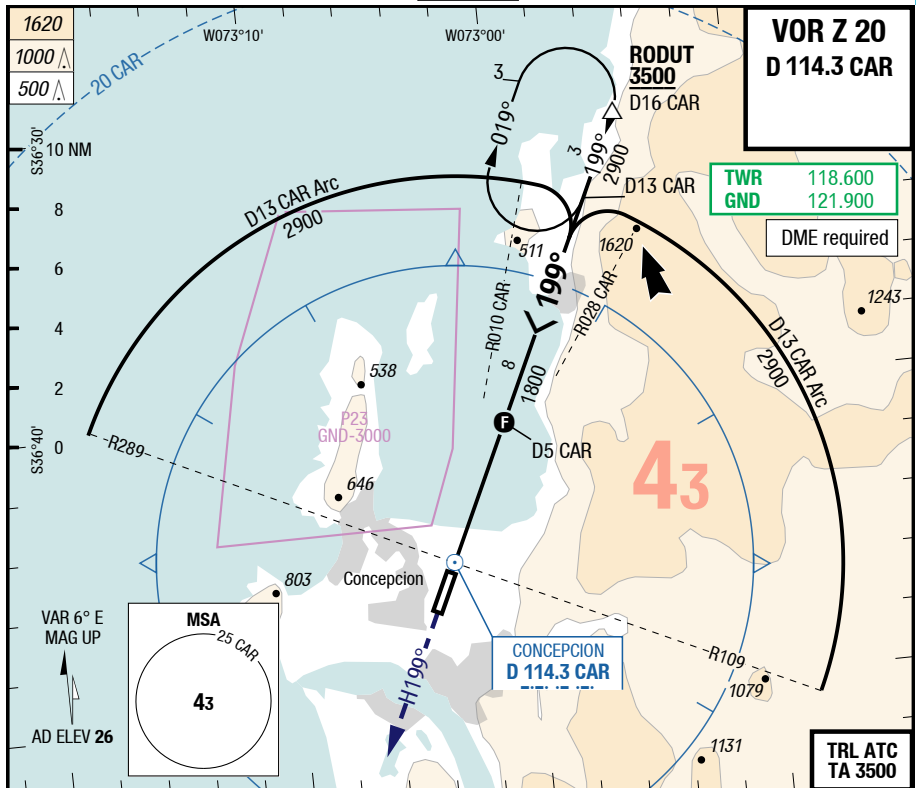 1620
1000
500
W073°10'
W073°00'
VOR Z 20
D 114.3 CAR
20 CAR
3
RODUT
3500
D16 CAR
019°
3
199°
2900
S36°30'
10 NM
D13 CAR Arc
2900
D13 CAR
TWR 118.600
GND 121.900
DME required
8
511
1620
199°
R010 CAR
R028 CAR
6
1243
4
D13 CAR Arc
2900
538
8
1800
2
P23
GND-3000
F
D5 CAR
S36°40'
0
R289
43
646
Concepcion
803
VAR 6° E
MAG UP
AD ELEV 26
MSA
25 CAR
43
CONCEPCION
D 114.3 CAR
H199°
R109
1079
1131
TRL ATC
TA 3500